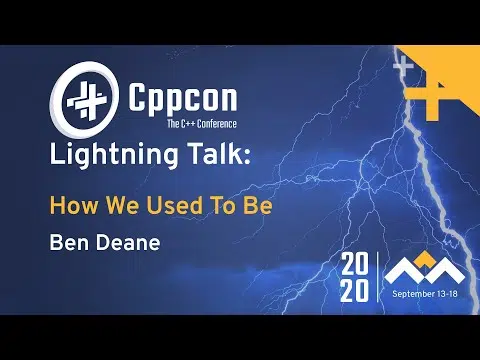 Cppcon
The C++ Conference
Lightning Talk:
How We Used To Be
Ben Deane
20
20
September 13-18